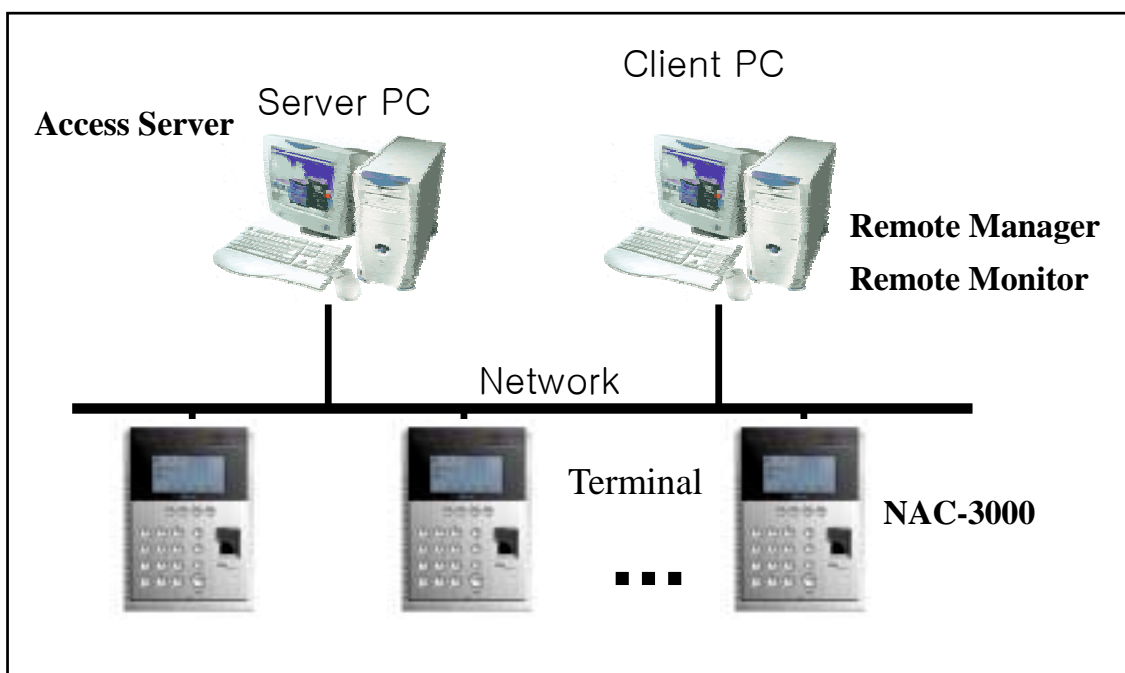 Client PC
Server PC
Access Server
Remote Manager
Remote Monitor
Network
Terminal
NAC-3000